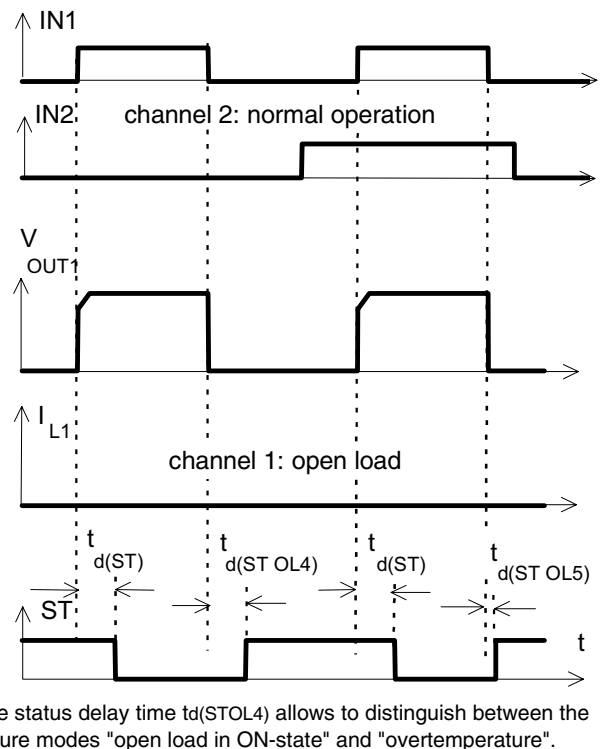 IN1
IN2 channel 2: normal operation
V
OUT1
I
L1
channel 1: open load
t t t t
d(ST) d(ST OL4) d(ST) d(ST OL5)
ST t
status delay time td(STOL4) allows to distinguish between the
modes "open load in ON-state" and "overtemperature".